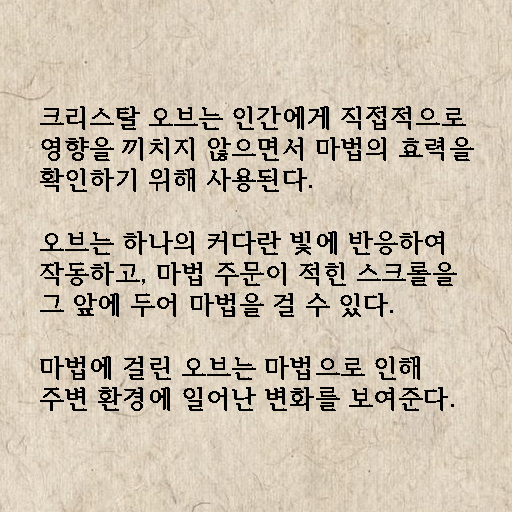 크리스탈 오브는 인간에게 직접적으로
영향을 끼치지 않으면서 마법의 효력을
확인하기 위해 사용된다.
오브는 하나의 커다란 빛에 반응하여
작동하고, 마법 주문이 적힌 스크롤을
그 앞에 두어 마법을 걸 수 있다.
마법에 걸린 오브는 마법으로 인해
주변 환경에 일어난 변화를 보여준다.